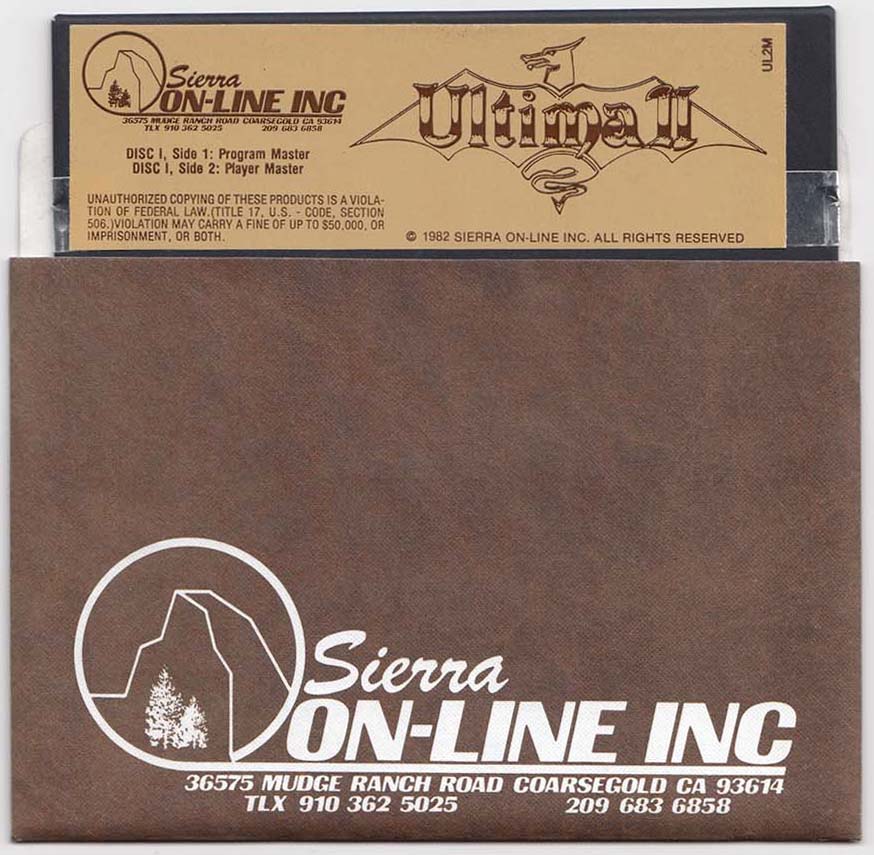 Sierra
ON-LINE INC
36575 MUDGE RANCH ROAD COARSEGOLD CA 93614
TLX 910 362 5025 209 683 6858
DISC I, Side 1: Program Master
DISC I, Side 2: Player Master
UNAUTHORIZED COPYING OF THESE PRODUCTS IS A VIOLA-
TION OF FEDERAL LAW.(TITLE 17, U.S. - CODE, SECTION
506.)VIOLATION MAY CARRY A FINE OF UP TO $50,000, OR
IMPRISONMENT, OR BOTH.
Ultima II
© 1982 SIERRA ON-LINE INC. ALL RIGHTS RESERVED
UL2M
Sierra
ON-LINE INC
36575 MUDGE RANCH ROAD COARSEGOLD CA 93614
TLX 910 362 5025 209 683 6858